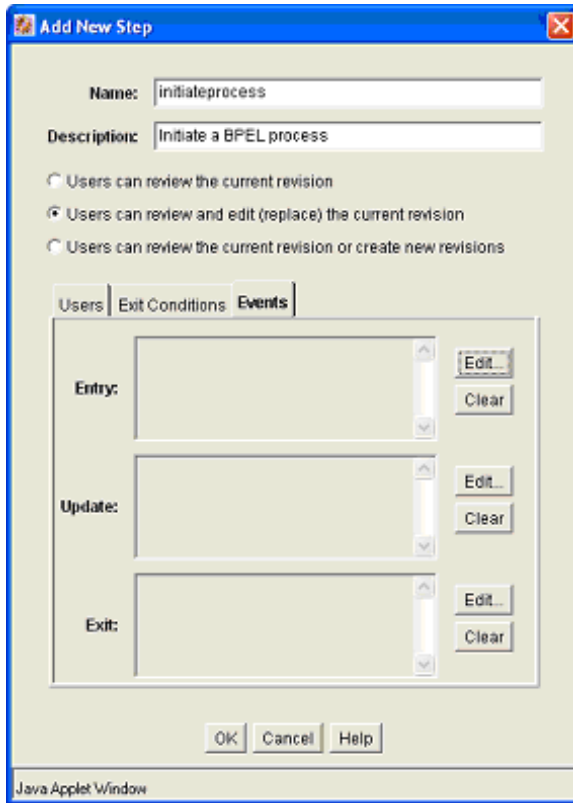 Add New Step
Name: initiateprocess
Description: Initiate a BPEL process
Users can review the current revision
Users can review and edit (replace) the current revision
Users can review the current revision or create new revisions
Users Exit Conditions Events
Entry:
Edit...
Clear
Update:
Edit...
Clear
Exit:
Edit...
Clear
OK Cancel Help
Java Applet Window